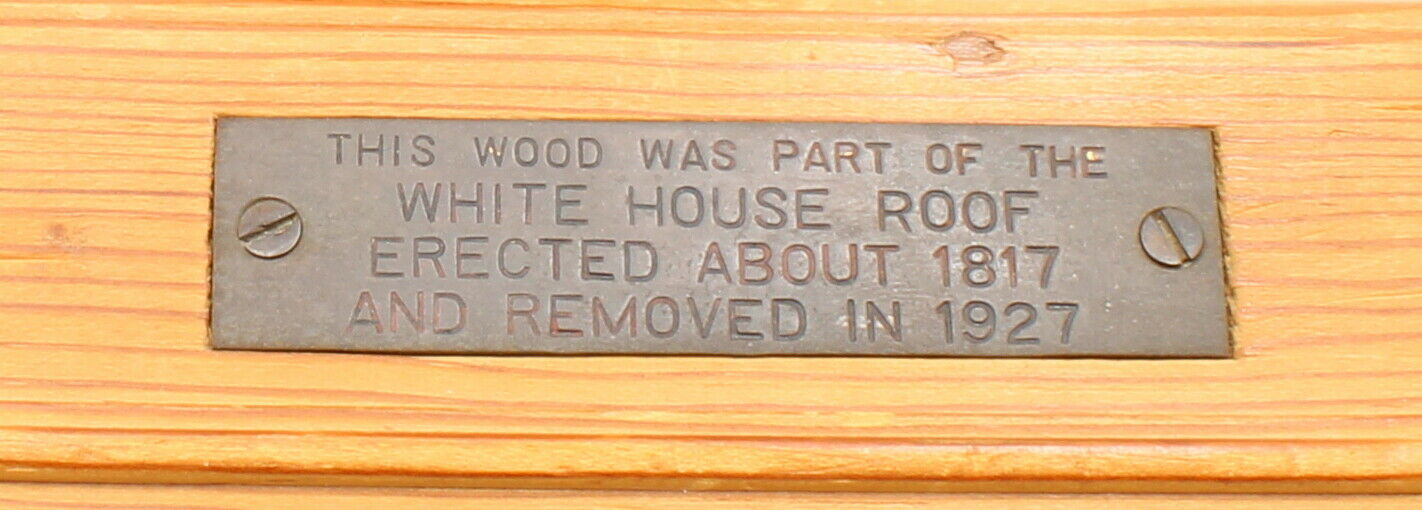 THIS WOOD WAS PART OF THE
WHITE HOUSE ROOF
ERECTED ABOUT 1817
AND REMOVED IN 1927